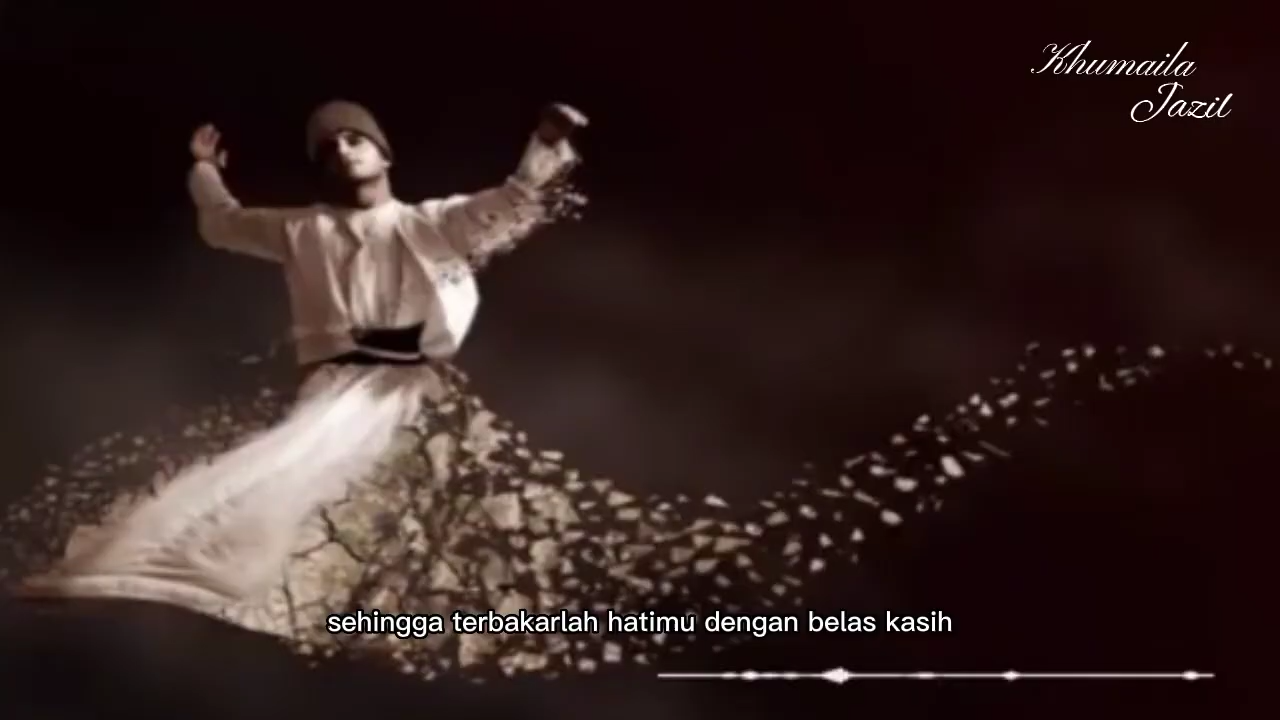 Khumaila
Jazil
sehingga terbakarlah hatimu dengan belas kasih